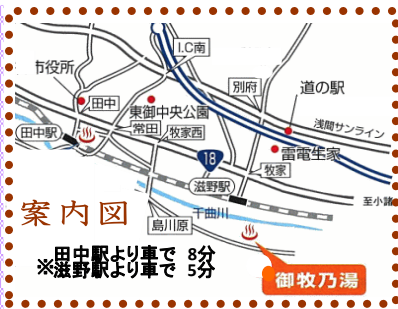 I.C南
市役所
別府
道の駅
田中
東御中央公園
浅間サンライン
田中駅
常田
牧家西
雷電生家
18
牧家
滋野駅
至小諸
案内図
千曲川
島川原
田中駅より車で 8分
※滋野駅より車で 5分
御牧乃湯